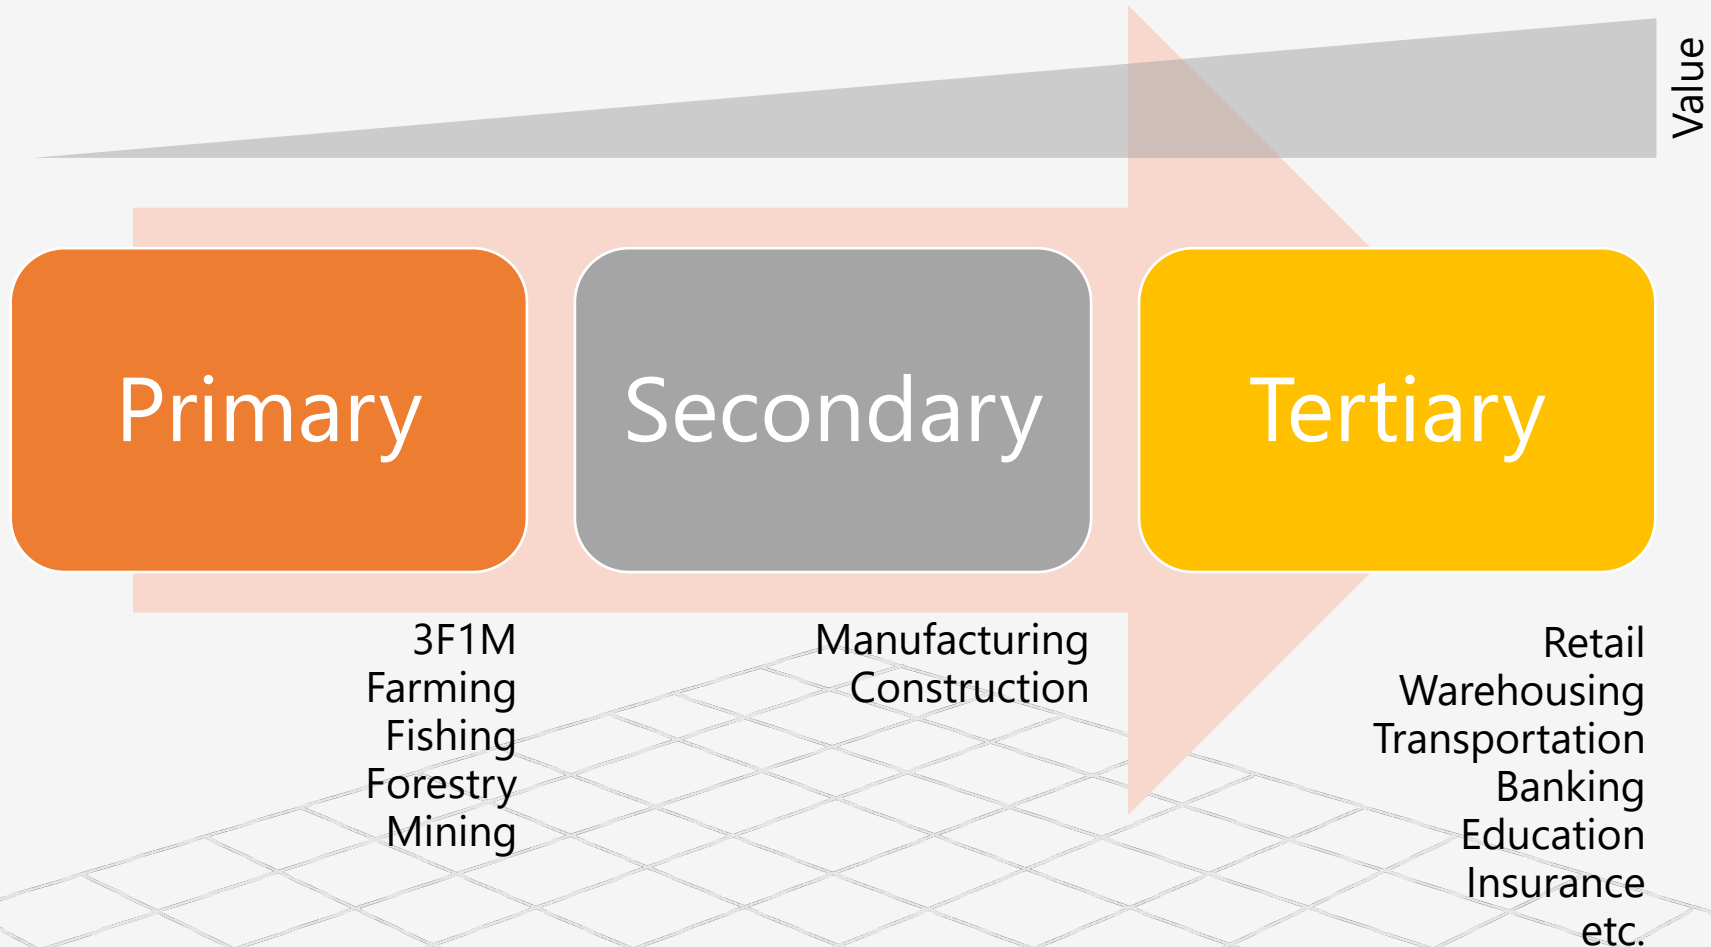 Value
Primary
Secondary
Tertiary
3F1M
Farming
Fishing
Forestry
Mining
Manufacturing
Construction
Retail
Warehousing
Transportation
Banking
Education
Insurance
etc.